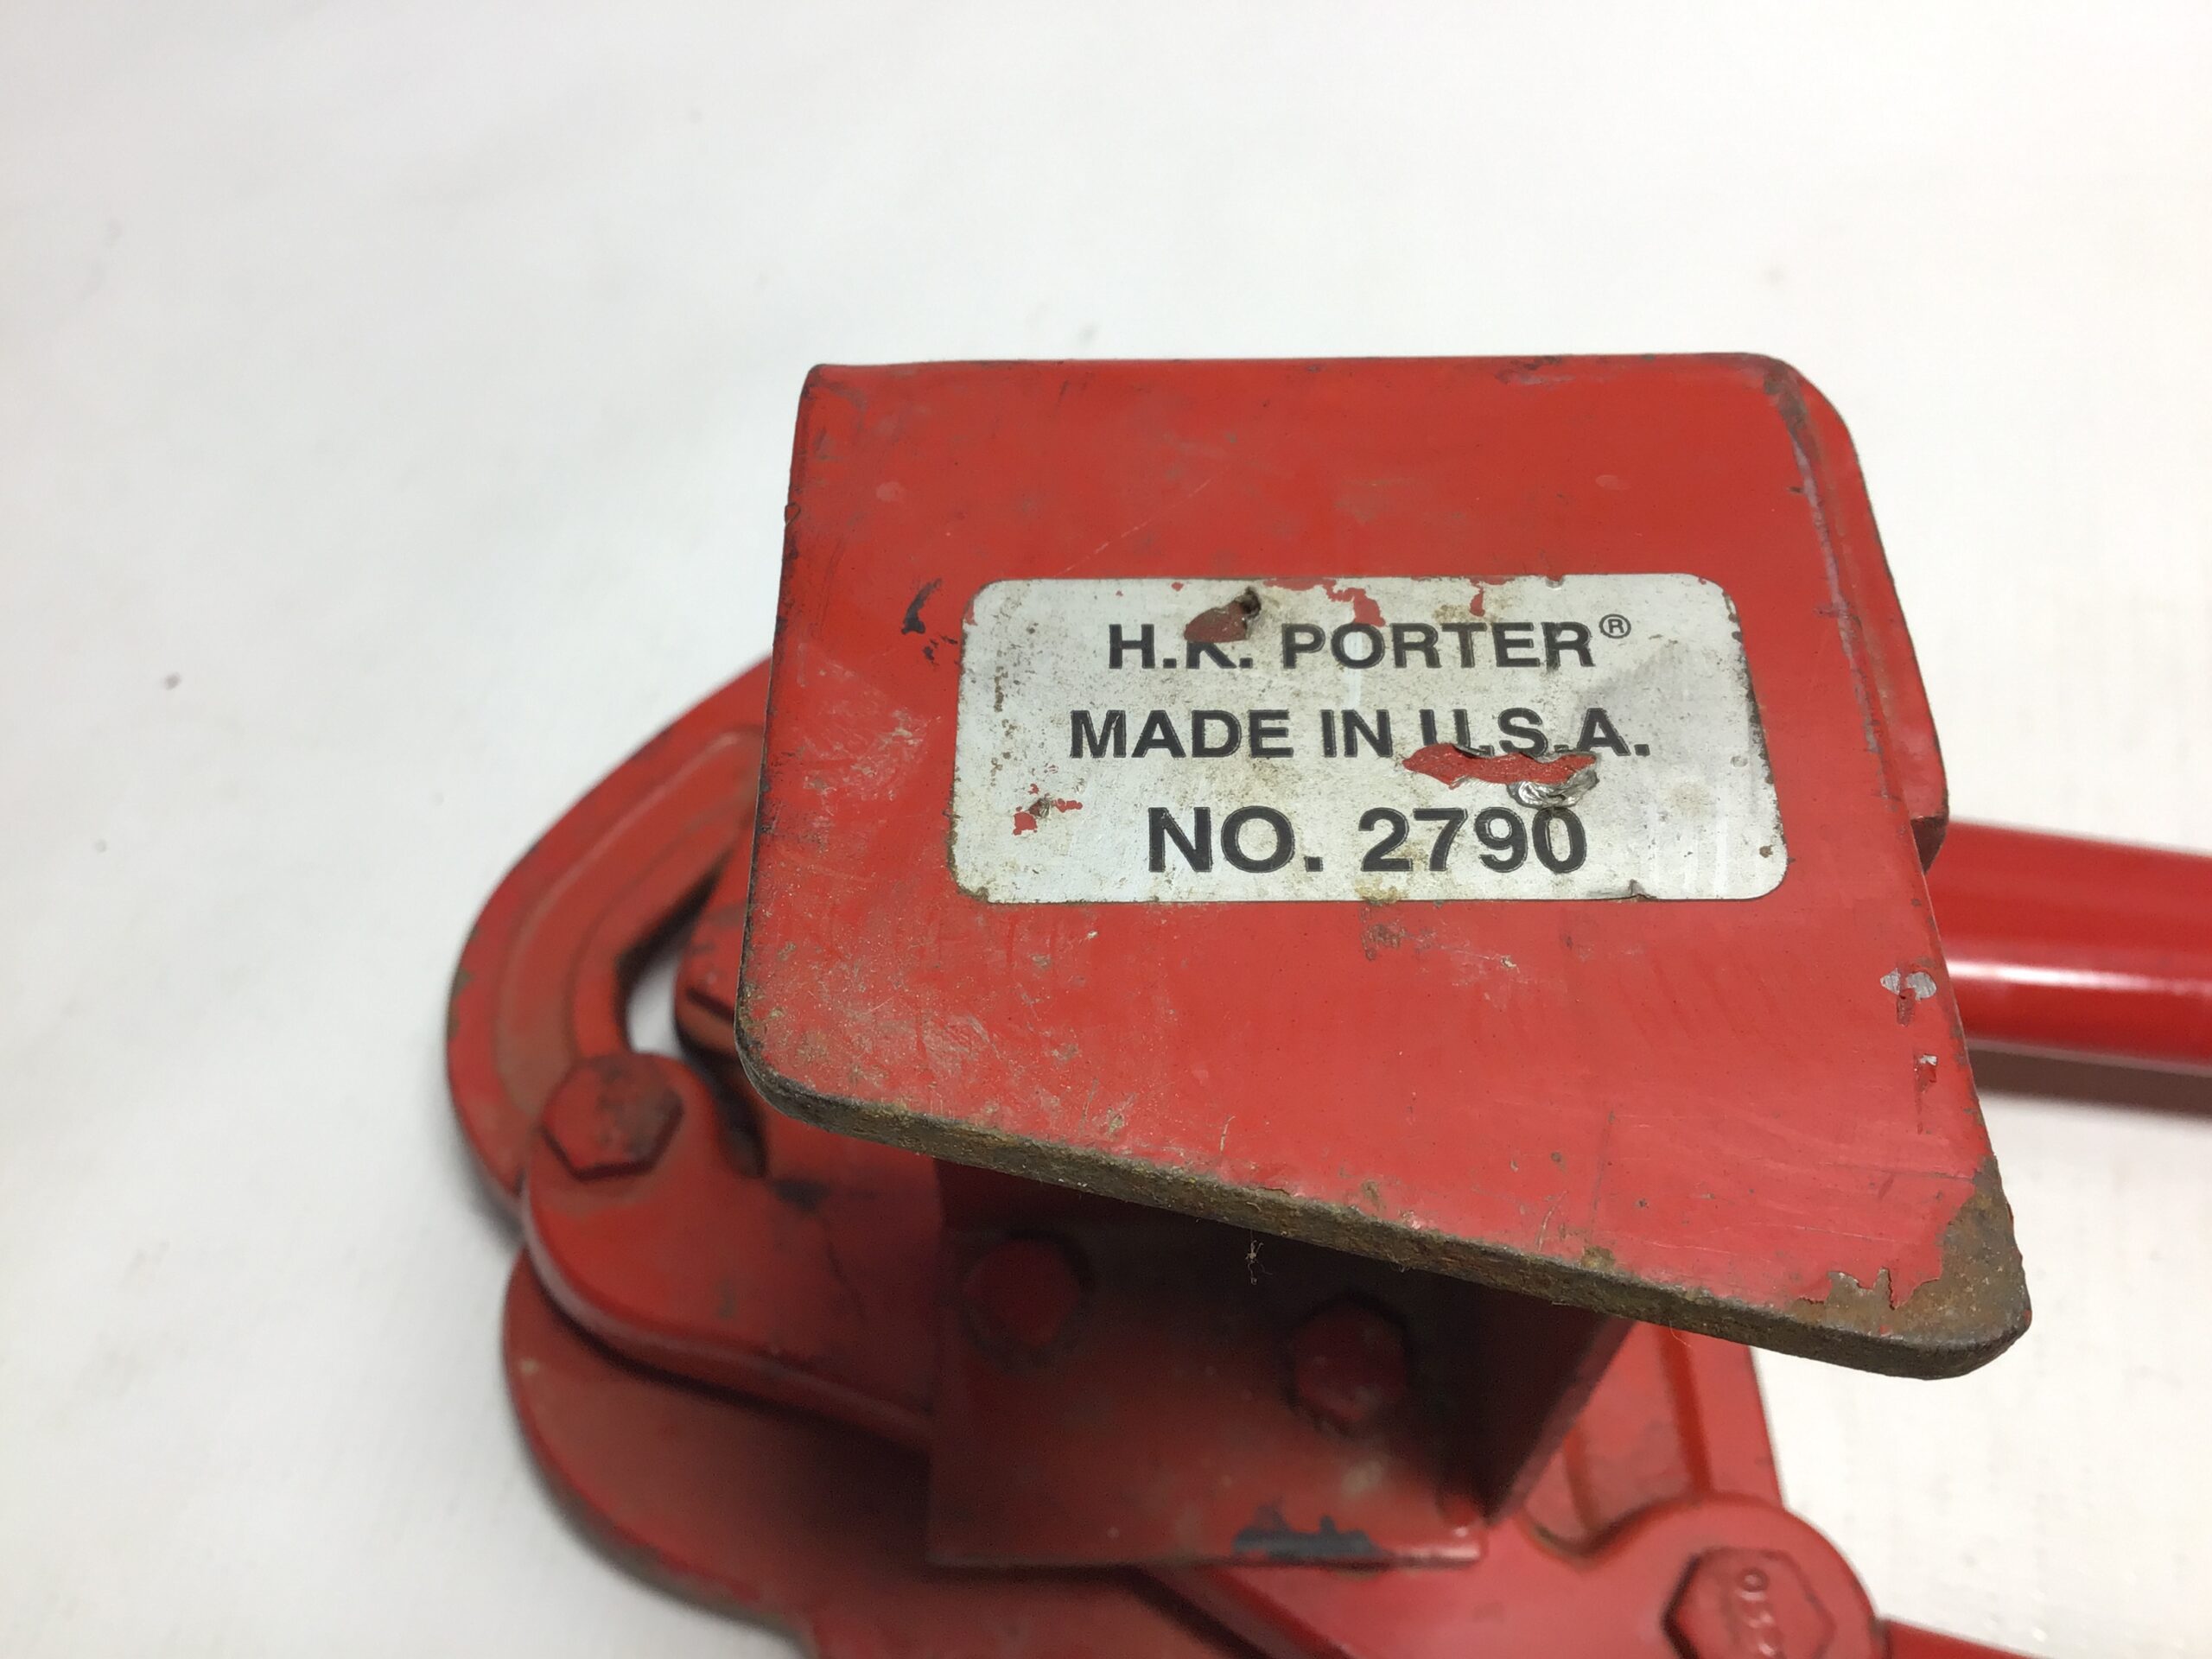 H.K. PORTER®
MADE IN U.S.A.
NO. 2790